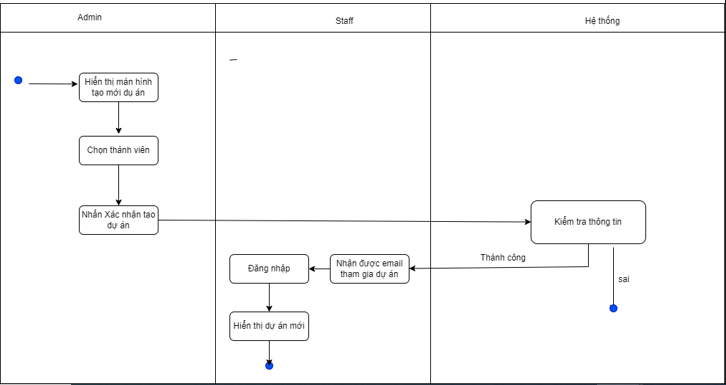 Admin
Staff
Hệ thống
Hiển thị màn hình
tạo mới dụ án
Chọn thành viên
Nhấn Xác nhận tạo
dự án
Kiểm tra thông tin
Thành công
sai
Nhận được email
tham gia dự án
Đăng nhập
Hiển thị dự án mới